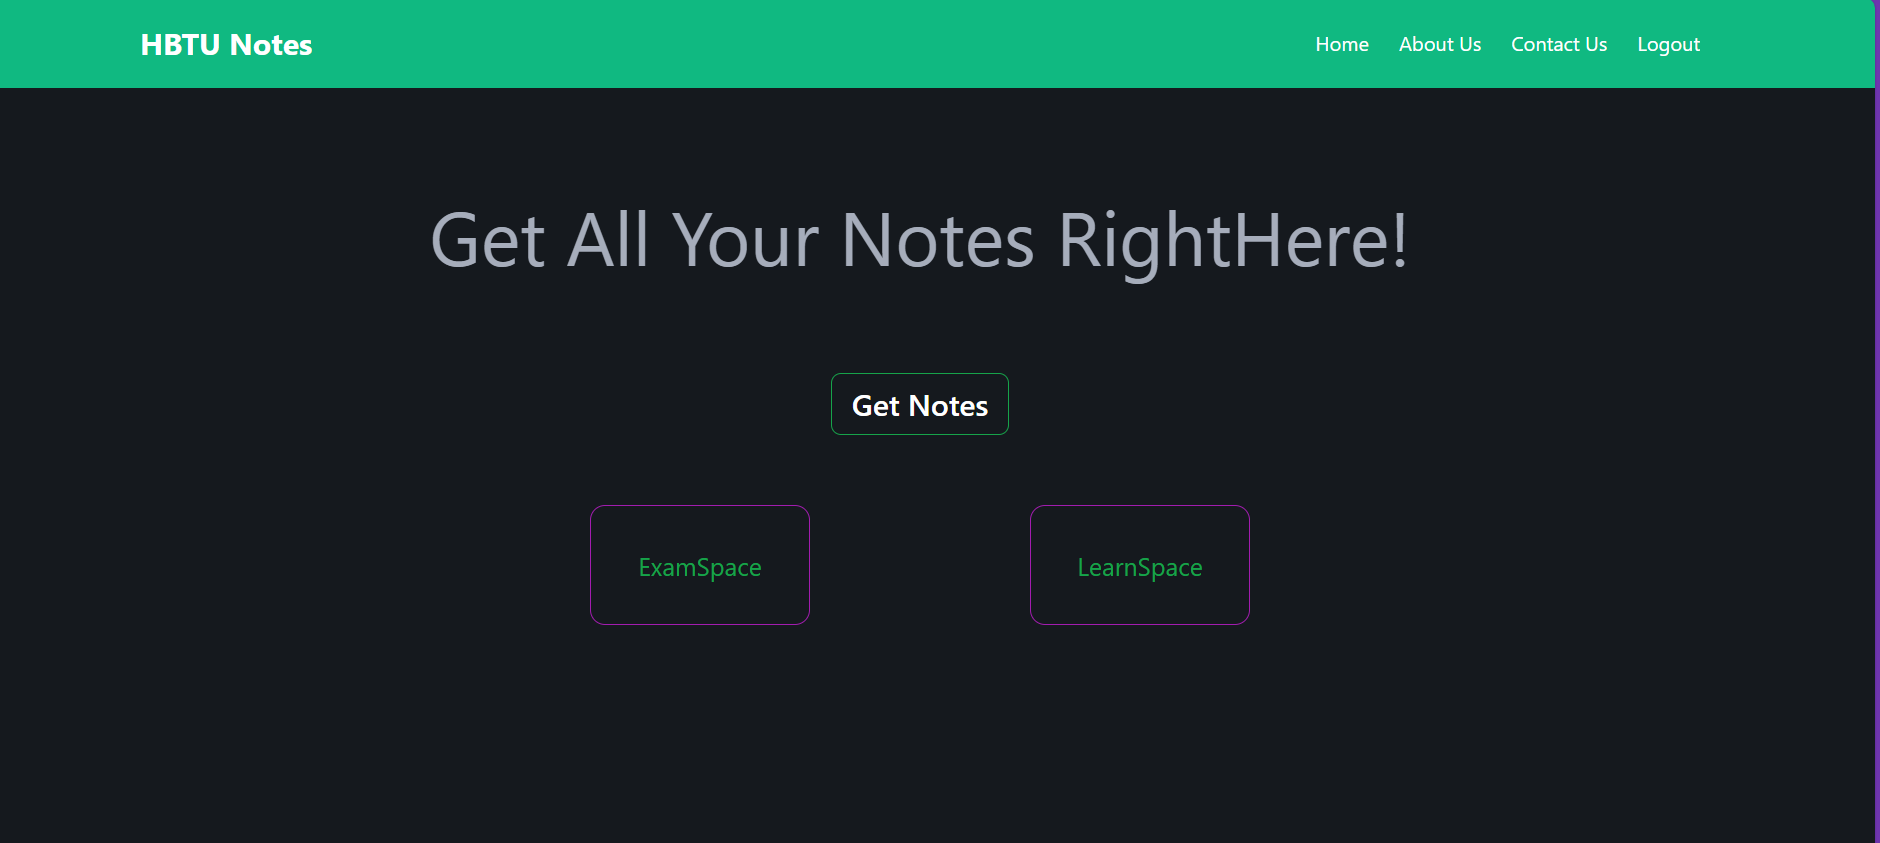 HBTU Notes
Home About Us Contact Us Logout
Get All Your Notes RightHere!
Get Notes
ExamSpace
LearnSpace